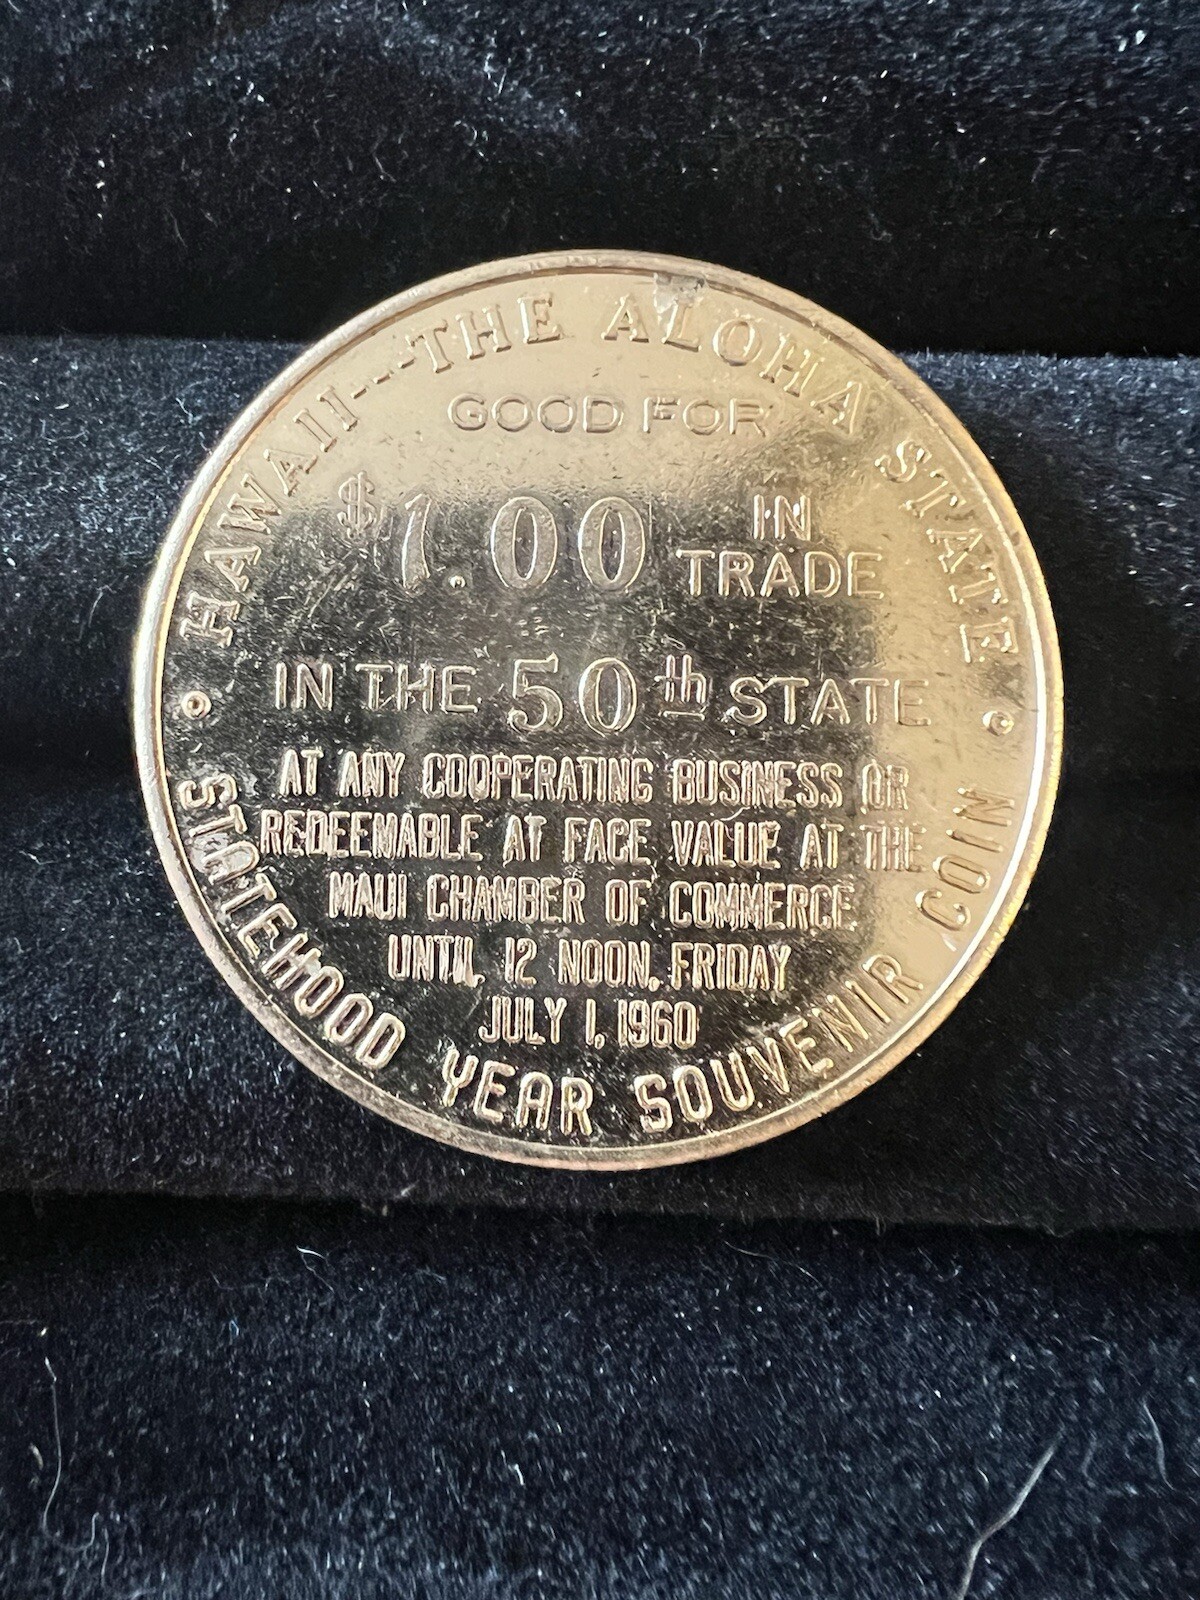 HAWAII---THE ALOHA STATE
GOOD FOR
$1.00 IN TRADE
IN THE 50th STATE
AT ANY COOPERATING BUSINESS OR
REDEEMABLE AT FACE VALUE AT THE
MAUI CHAMBER OF COMMERCE
UNTIL 12 NOON, FRIDAY
JULY 1, 1960
STATEHOOD YEAR SOUVENIR COIN